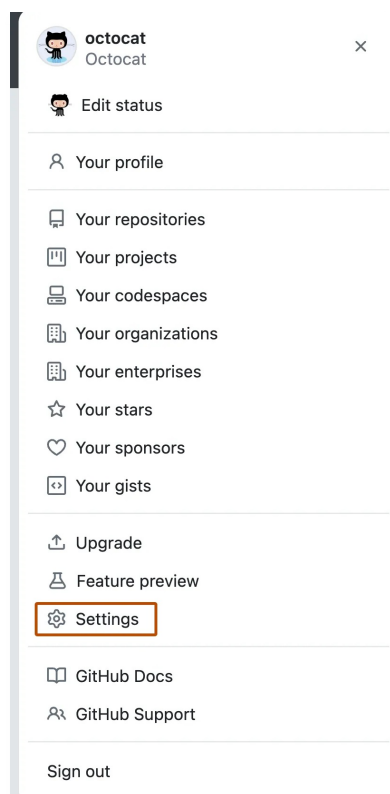 octocat
Octocat
Edit status
Your profile
Your repositories
Your projects
Your codespaces
Your organizations
Your enterprises
Your stars
Your sponsors
Your gists
Upgrade
Feature preview
Settings
GitHub Docs
GitHub Support
Sign out